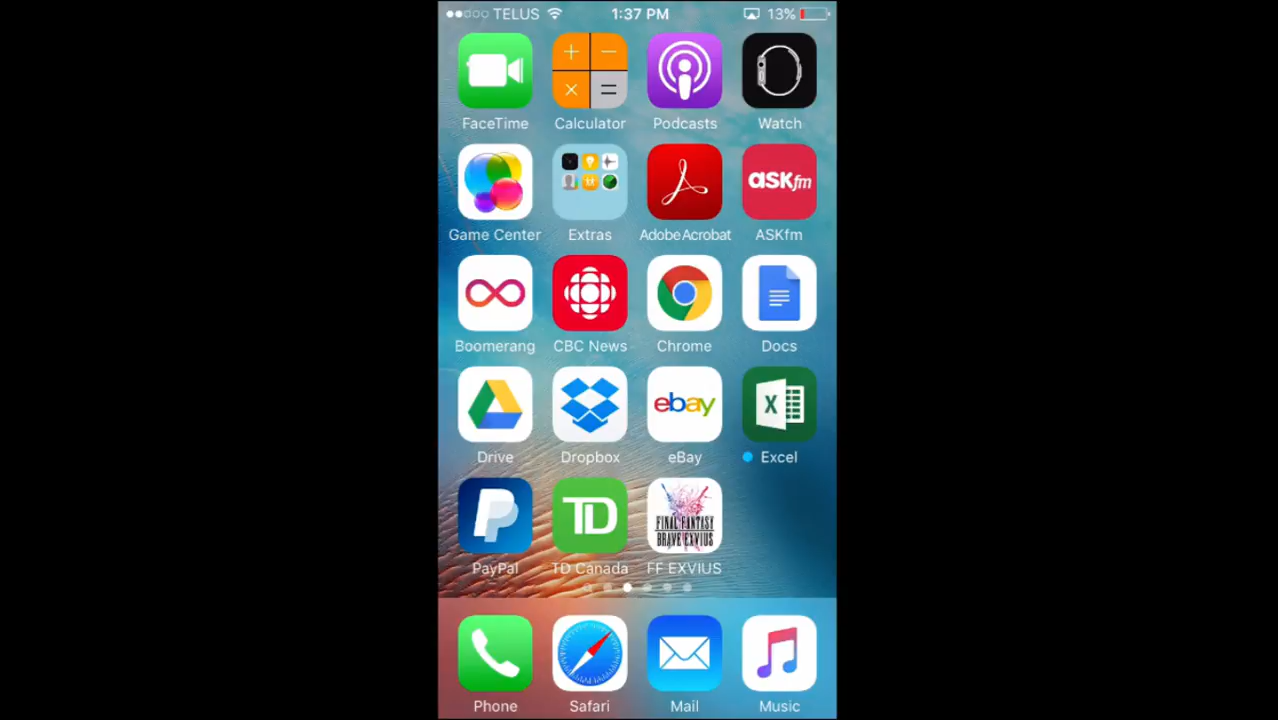 TELUS 1:37 PM 13%
FaceTime Calculator Podcasts Watch
ASKfm
Game Center Extras Adobe Acrobat ASKfm
Boomerang CBC News Chrome Docs
ebay X
Drive Dropbox eBay Excel
TD FINAL FANTASY
BRAVE EXVIUS
PayPal TD Canada FF EXVIUS
Phone Safari Mail Music